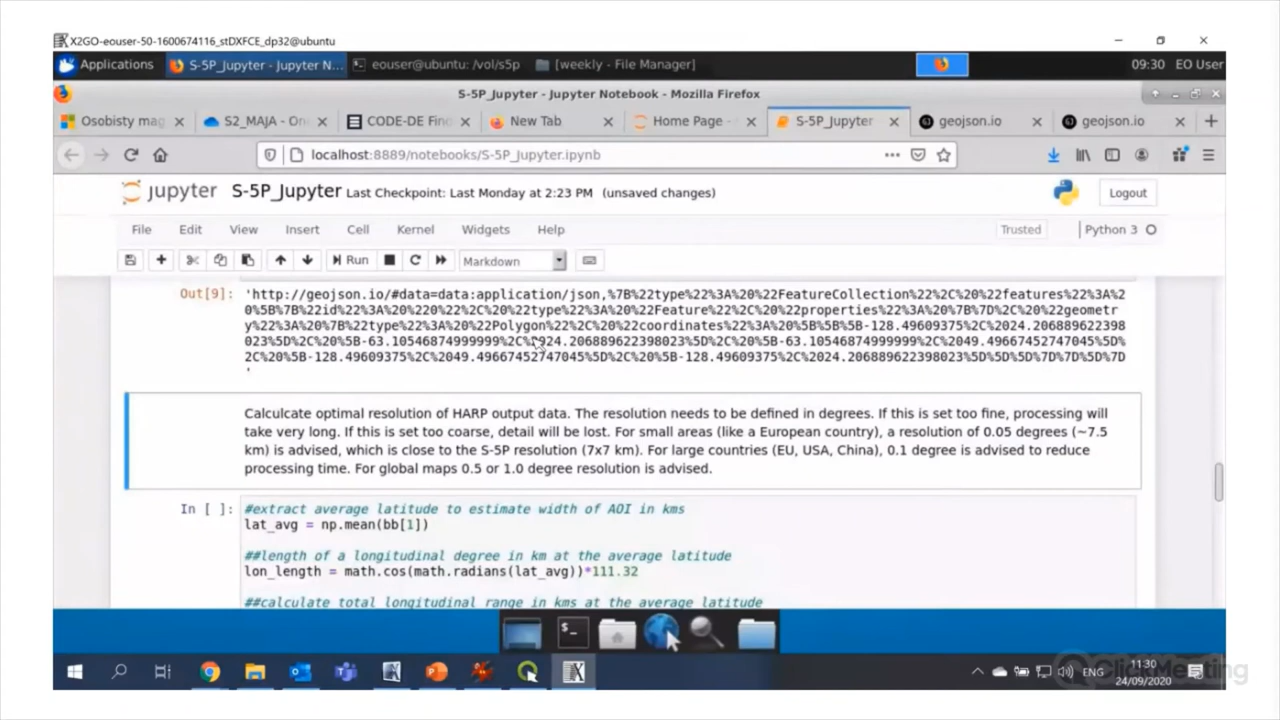 X2GO-eouser-50-1600674116_stDXFCE_dp32@ubuntu
Applications S-5P_Jupyter - Jupyter N... eouser@ubuntu: /vol/s5p [weekly - File Manager] 09:30 EO User
S-5P_Jupyter - Jupyter Notebook - Mozilla Firefox
Osobisty mag S2_MAJA - On CODE-DE Fin New Tab Home Page - S-5P_Jupyter geojson.io geojson.io
localhost:8889/notebooks/S-5P_Jupyter.ipynb
jupyter S-5P_Jupyter Last Checkpoint: Last Monday at 2:23 PM (unsaved changes) Logout
File Edit View Insert Cell Kernel Widgets Help Trusted Python 3
Run Markdown
Out[9]: 'http://geojson.io/#data=data:application/json,%7B%22type%22%3A%20%22FeatureCollection%22%2C%20%22features%22%3A%2
0%5B%7B%22id%22%3A%20%220%22%2C%20%22type%22%3A%20%22Feature%22%2C%20%22properties%22%3A%20%7B%7D%2C%20%22geometr
y%22%3A%20%7B%22type%22%3A%20%22Polygon%22%2C%20%22coordinates%22%3A%20%5B%5B%5B-128.49609375%2C%2024.206889622398
023%5D%2C%20%5B-63.10546874999999%2C%2024.206889622398023%5D%2C%20%5B-63.10546874999999%2C%2049.49667452747045%5D%
2C%20%5B-128.49609375%2C%2049.49667452747045%5D%2C%20%5B-128.49609375%2C%2024.206889622398023%5D%5D%5D%7D%7D%5D%7D
'
Calculcate optimal resolution of HARP output data. The resolution needs to be defined in degrees. If this is set too fine, processing will
take very long. If this is set too coarse, detail will be lost. For small areas (like a European country), a resolution of 0.05 degrees (~7.5
km) is advised, which is close to the S-5P resolution (7x7 km). For large countries (EU, USA, China), 0.1 degree is advised to reduce
processing time. For global maps 0.5 or 1.0 degree resolution is advised.
In [ ]: #extract average latitude to estimate width of AOI in kms
lat_avg = np.mean(bb[1])
##length of a longitudinal degree in km at the average latitude
lon_length = math.cos(math.radians(lat_avg))*111.32
##calculate total longitudinal range in kms at the average latitude
ENG 11:30
24/09/2020
ClickMeeting